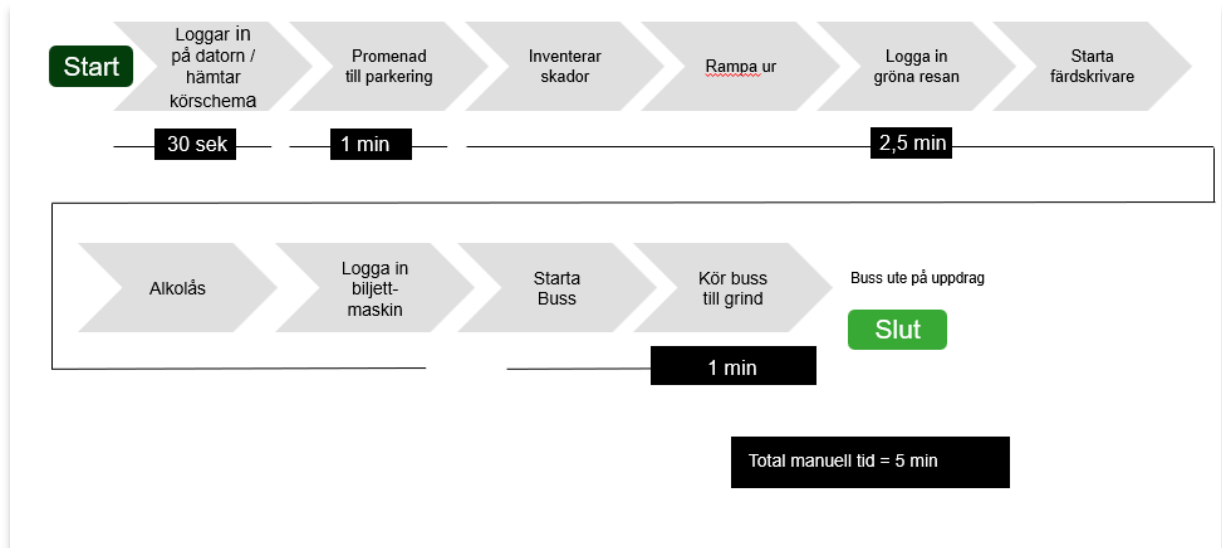 Start
Loggar in
på datorn /
hämtar
körschema
Promenad
till parkering
Inventerar
skador
Rampa ur
Logga in
gröna resan
Starta
färdskrivare
30 sek
1 min
2,5 min
Alkolås
Logga in
biljett-
maskin
Starta
Buss
Kör buss
till grind
Buss ute på uppdrag
Slut
1 min
Total manuell tid = 5 min